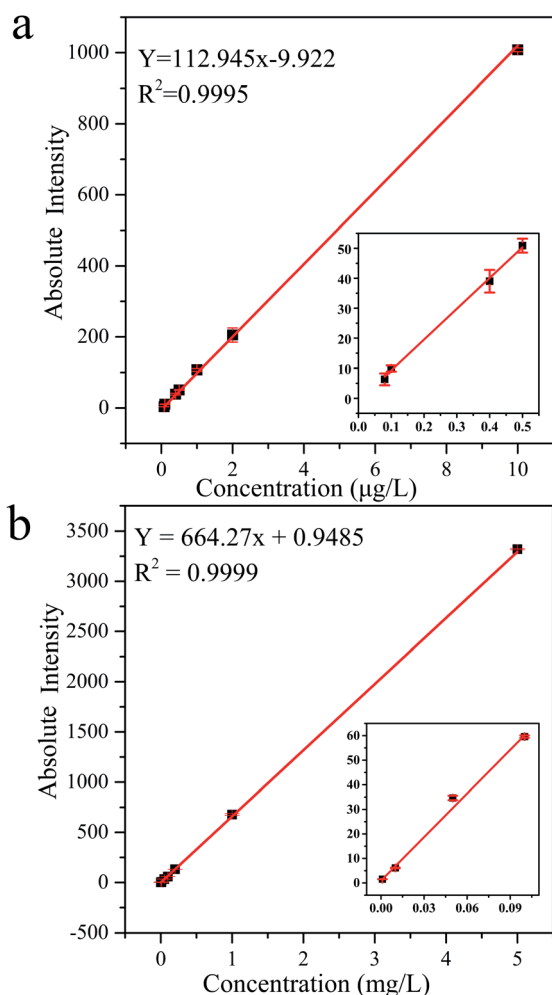 a
Y=112.945x-9.922
R²=0.9995
1000
800
600
400
200
0
Absolute Intensity
50
40
30
20
10
0
0.0 0.1 0.2 0.3 0.4 0.5
0 2 4 6 8 10
Concentration (μg/L)
b
Y = 664.27x + 0.9485
R² = 0.9999
3500
3000
2500
2000
1500
1000
500
0
-500
Absolute Intensity
60
50
40
30
20
10
0
0.00 0.03 0.06 0.09
0 1 2 3 4 5
Concentration (mg/L)